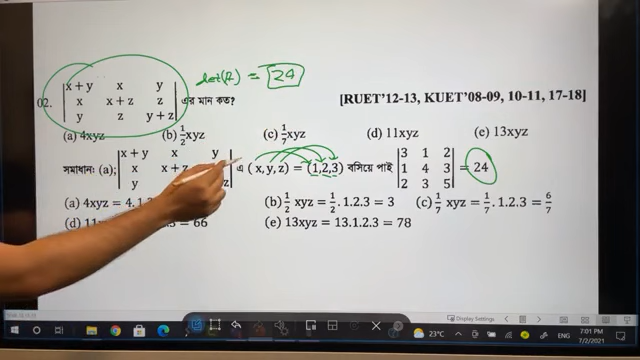 det(A) = 24
02. | x + y x y |
| x x + z z | এর মান কত?
| y z y + z |
[RUET'12-13, KUET'08-09, 10-11, 17-18]
(a) 4xyz (b) 1/2 xyz (c) 1/7 xyz (d) 11xyz (e) 13xyz
সমাধান: (a); | x + y x y | এ (x, y, z) = (1,2,3) বসিয়ে পাই | 3 1 2 | = 24
| x x + z |
| y z |
| 1 4 3 |
| 2 3 5 |
(a) 4xyz = 4.1.2 (b) 1/2 xyz = 1/2 .1.2.3 = 3 (c) 1/7 xyz = 1/7 .1.2.3 = 6/7
(d) 11 = 66 (e) 13xyz = 13.1.2.3 = 78
Display Settings
23°C ENG 7:01 PM
7/2/2021